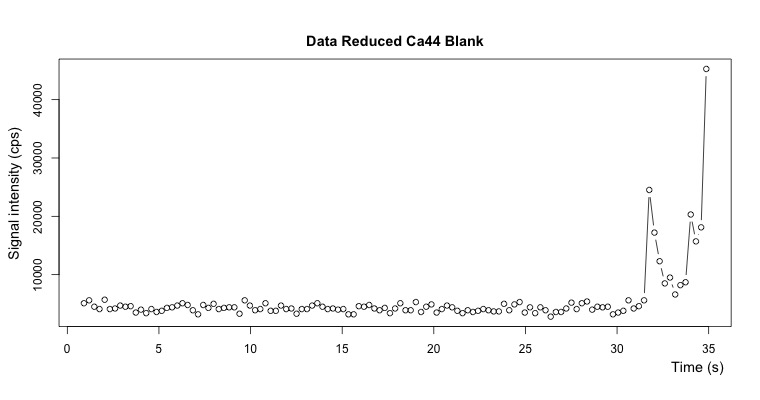 Data Reduced Ca44 Blank
Signal intensity (cps)
40000
30000
20000
10000
0 5 10 15 20 25 30 35
Time (s)